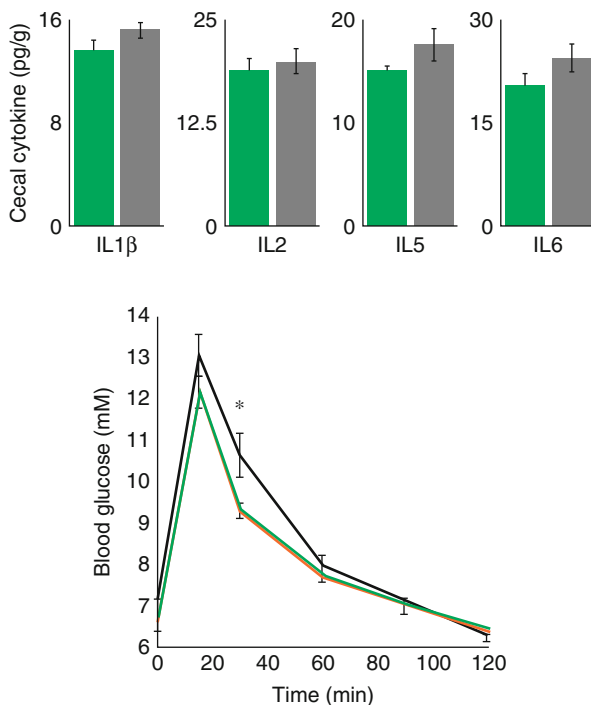 Cecal cytokine (pg/g)
16
8
0
IL1β
25
12.5
0
IL2
20
10
0
IL5
30
15
0
IL6
Blood glucose (mM)
14
13
12
11
10
9
8
7
6
*
0 20 40 60 80 100 120
Time (min)